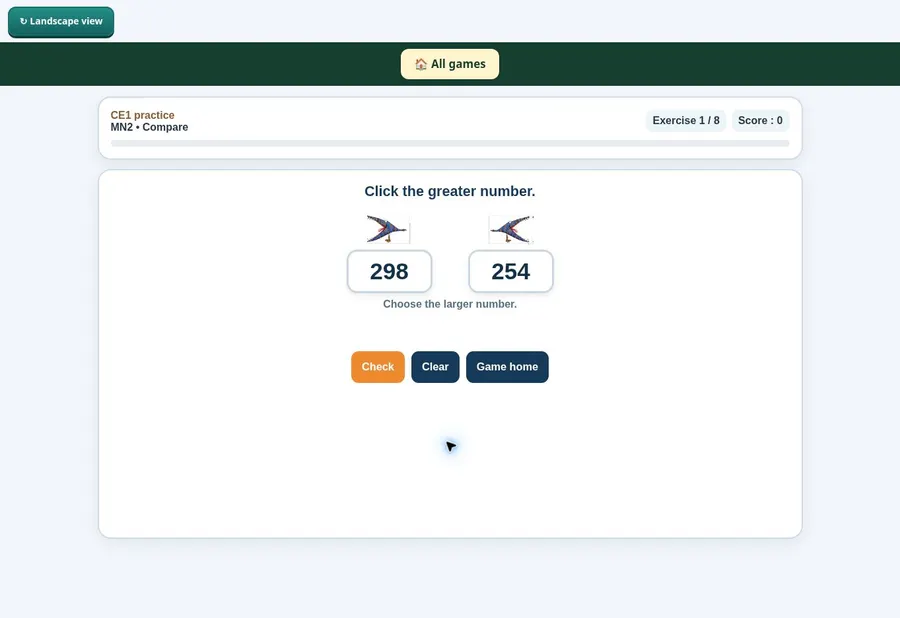 ↻ Landscape view
🏠 All games
CE1 practice
MN2 • Compare
Exercise 1 / 8
Score : 0
Click the greater number.
298
254
Choose the larger number.
Check
Clear
Game home